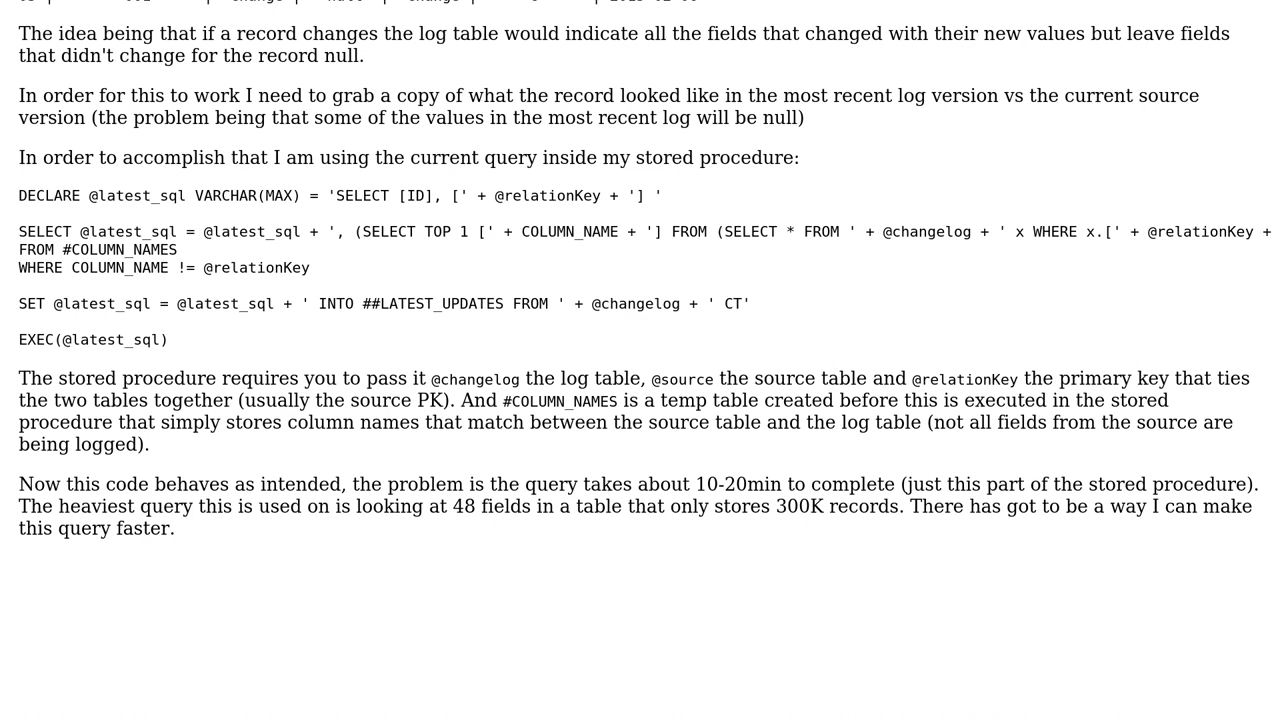 The idea being that if a record changes the log table would indicate all the fields that changed with their new values but leave fields
that didn't change for the record null.
In order for this to work I need to grab a copy of what the record looked like in the most recent log version vs the current source
version (the problem being that some of the values in the most recent log will be null)
In order to accomplish that I am using the current query inside my stored procedure:
DECLARE @latest_sql VARCHAR(MAX) = 'SELECT [ID], [' + @relationKey + '] '
SELECT @latest_sql = @latest_sql + ', (SELECT TOP 1 [' + COLUMN_NAME + '] FROM (SELECT * FROM ' + @changelog + ' x WHERE x.[' + @relationKey +
FROM #COLUMN_NAMES
WHERE COLUMN_NAME != @relationKey
SET @latest_sql = @latest_sql + ' INTO ##LATEST_UPDATES FROM ' + @changelog + ' CT'
EXEC(@latest_sql)
The stored procedure requires you to pass it @changelog the log table, @source the source table and @relationKey the primary key that ties
the two tables together (usually the source PK). And #COLUMN_NAMES is a temp table created before this is executed in the stored
procedure that simply stores column names that match between the source table and the log table (not all fields from the source are
being logged).
Now this code behaves as intended, the problem is the query takes about 10-20min to complete (just this part of the stored procedure).
The heaviest query this is used on is looking at 48 fields in a table that only stores 300K records. There has got to be a way I can make
this query faster.